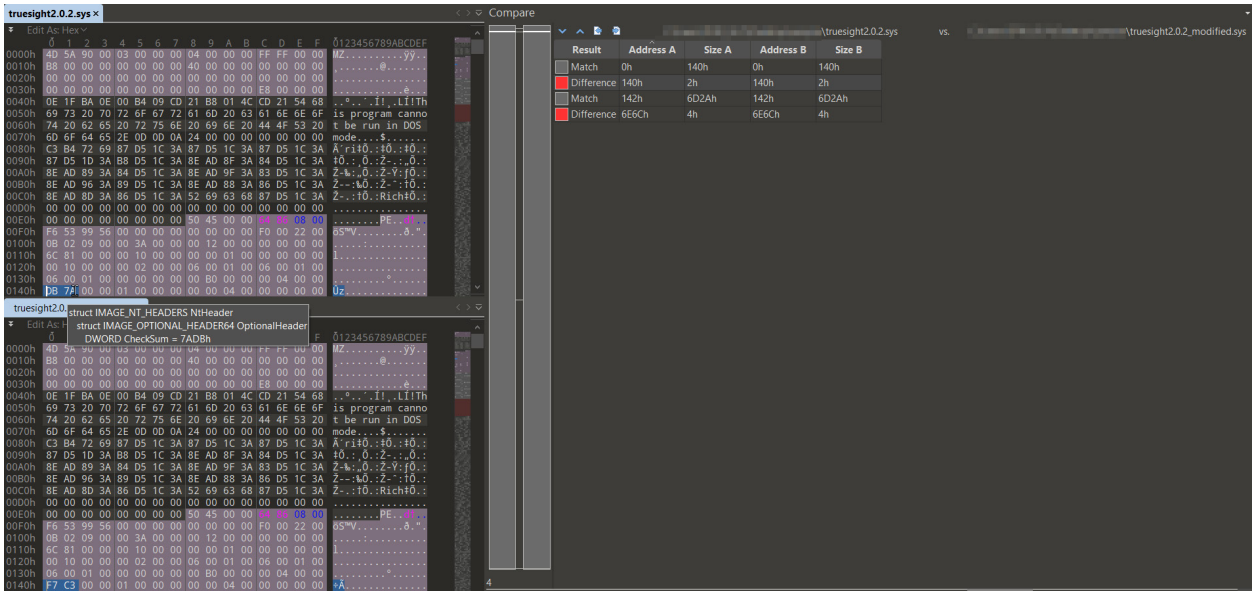 truesight2.0.2.sys ×
Edit As: Hex
0 1 2 3 4 5 6 7 8 9 A B C D E F 0123456789ABCDEF
0000h 4D 5A 90 00 03 00 00 00 04 00 00 00 FF FF 00 00 MZ..........ÿÿ..
0010h B8 00 00 00 00 00 00 00 40 00 00 00 00 00 00 00 ¸.......@.......
0020h 00 00 00 00 00 00 00 00 00 00 00 00 00 00 00 00 ................
0030h 00 00 00 00 00 00 00 00 00 00 00 00 E8 00 00 00 ............è...
0040h 0E 1F BA 0E 00 B4 09 CD 21 B8 01 4C CD 21 54 68 ..º..´.Í!¸.LÍ!Th
0050h 69 73 20 70 72 6F 67 72 61 6D 20 63 61 6E 6E 6F is program canno
0060h 74 20 62 65 20 72 75 6E 20 69 6E 20 44 4F 53 20 t be run in DOS
0070h 6D 6F 64 65 2E 0D 0D 0A 24 00 00 00 00 00 00 00 mode....$.......
0080h C3 B4 72 69 87 D5 1C 3A 87 D5 1C 3A 87 D5 1C 3A Ã´ri‡Õ.:‡Õ.:‡Õ.:
0090h 87 D5 1D 3A B8 D5 1C 3A 8E AD 8F 3A 84 D5 1C 3A ‡Õ.:¸Õ.:Ž-.:„Õ.:
00A0h 8E AD 89 3A 84 D5 1C 3A 8E AD 9F 3A 83 D5 1C 3A Ž-‰:„Õ.:Ž-Ÿ:ƒÕ.:
00B0h 8E AD 96 3A 89 D5 1C 3A 8E AD 88 3A 86 D5 1C 3A Ž-–:‰Õ.:Ž-ˆ:†Õ.:
00C0h 8E AD 8D 3A 86 D5 1C 3A 52 69 63 68 87 D5 1C 3A Ž-.:†Õ.:Rich‡Õ.:
00D0h 00 00 00 00 00 00 00 00 00 00 00 00 00 00 00 00 ................
00E0h 00 00 00 00 00 00 00 00 50 45 00 00 08 00 ........PE..
00F0h F6 53 99 56 00 00 00 00 00 00 00 00 F0 00 22 00 öS™V........ð.".
0100h 0B 02 09 00 00 3A 00 00 00 12 00 00 00 00 00 00 .....:..........
0110h 6C 81 00 00 00 10 00 00 00 00 01 00 00 00 00 00 l...............
0120h 00 10 00 00 00 02 00 00 06 00 01 00 06 00 01 00 ................
0130h 06 00 01 00 00 00 00 00 00 B0 00 00 00 04 00 00 .........°......
0140h DB 7A 00 00 01 00 00 00 00 00 04 00 00 00 00 00 Ûz..............
truesight2.0.
struct IMAGE_NT_HEADERS NtHeader
struct IMAGE_OPTIONAL_HEADER64 OptionalHeader
DWORD CheckSum = 7ADBh
Edit As: H
0 F 0123456789ABCDEF
0000h 4D 5A 90 00 03 00 00 00 04 00 00 00 FF FF 00 00 MZ..........ÿÿ..
0010h B8 00 00 00 00 00 00 00 40 00 00 00 00 00 00 00 ¸.......@.......
0020h 00 00 00 00 00 00 00 00 00 00 00 00 00 00 00 00 ................
0030h 00 00 00 00 00 00 00 00 00 00 00 00 E8 00 00 00 ............è...
0040h 0E 1F BA 0E 00 B4 09 CD 21 B8 01 4C CD 21 54 68 ..º..´.Í!¸.LÍ!Th
0050h 69 73 20 70 72 6F 67 72 61 6D 20 63 61 6E 6E 6F is program canno
0060h 74 20 62 65 20 72 75 6E 20 69 6E 20 44 4F 53 20 t be run in DOS
0070h 6D 6F 64 65 2E 0D 0D 0A 24 00 00 00 00 00 00 00 mode....$.......
0080h C3 B4 72 69 87 D5 1C 3A 87 D5 1C 3A 87 D5 1C 3A Ã´ri‡Õ.:‡Õ.:‡Õ.:
0090h 87 D5 1D 3A B8 D5 1C 3A 8E AD 8F 3A 84 D5 1C 3A ‡Õ.:¸Õ.:Ž-.:„Õ.:
00A0h 8E AD 89 3A 84 D5 1C 3A 8E AD 9F 3A 83 D5 1C 3A Ž-‰:„Õ.:Ž-Ÿ:ƒÕ.:
00B0h 8E AD 96 3A 89 D5 1C 3A 8E AD 88 3A 86 D5 1C 3A Ž-–:‰Õ.:Ž-ˆ:†Õ.:
00C0h 8E AD 8D 3A 86 D5 1C 3A 52 69 63 68 87 D5 1C 3A Ž-.:†Õ.:Rich‡Õ.:
00D0h 00 00 00 00 00 00 00 00 00 00 00 00 00 00 00 00 ................
00E0h 00 00 00 00 00 00 00 00 50 45 00 00 08 00 ........PE..
00F0h F6 53 99 56 00 00 00 00 00 00 00 00 F0 00 22 00 öS™V........ð.".
0100h 0B 02 09 00 00 3A 00 00 00 12 00 00 00 00 00 00 .....:..........
0110h 6C 81 00 00 00 10 00 00 00 00 01 00 00 00 00 00 l...............
0120h 00 10 00 00 00 02 00 00 06 00 01 00 06 00 01 00 ................
0130h 06 00 01 00 00 00 00 00 00 B0 00 00 00 04 00 00 .........°......
0140h F7 C3 00 00 01 00 00 00 00 00 04 00 00 00 00 00 ÷Ã..............
Compare
\truesight2.0.2.sys vs. \truesight2.0.2_modified.sys
Result Address A Size A Address B Size B
Match 0h 140h 0h 140h
Difference 140h 2h 140h 2h
Match 142h 6D2Ah 142h 6D2Ah
Difference 6E6Ch 4h 6E6Ch 4h
4